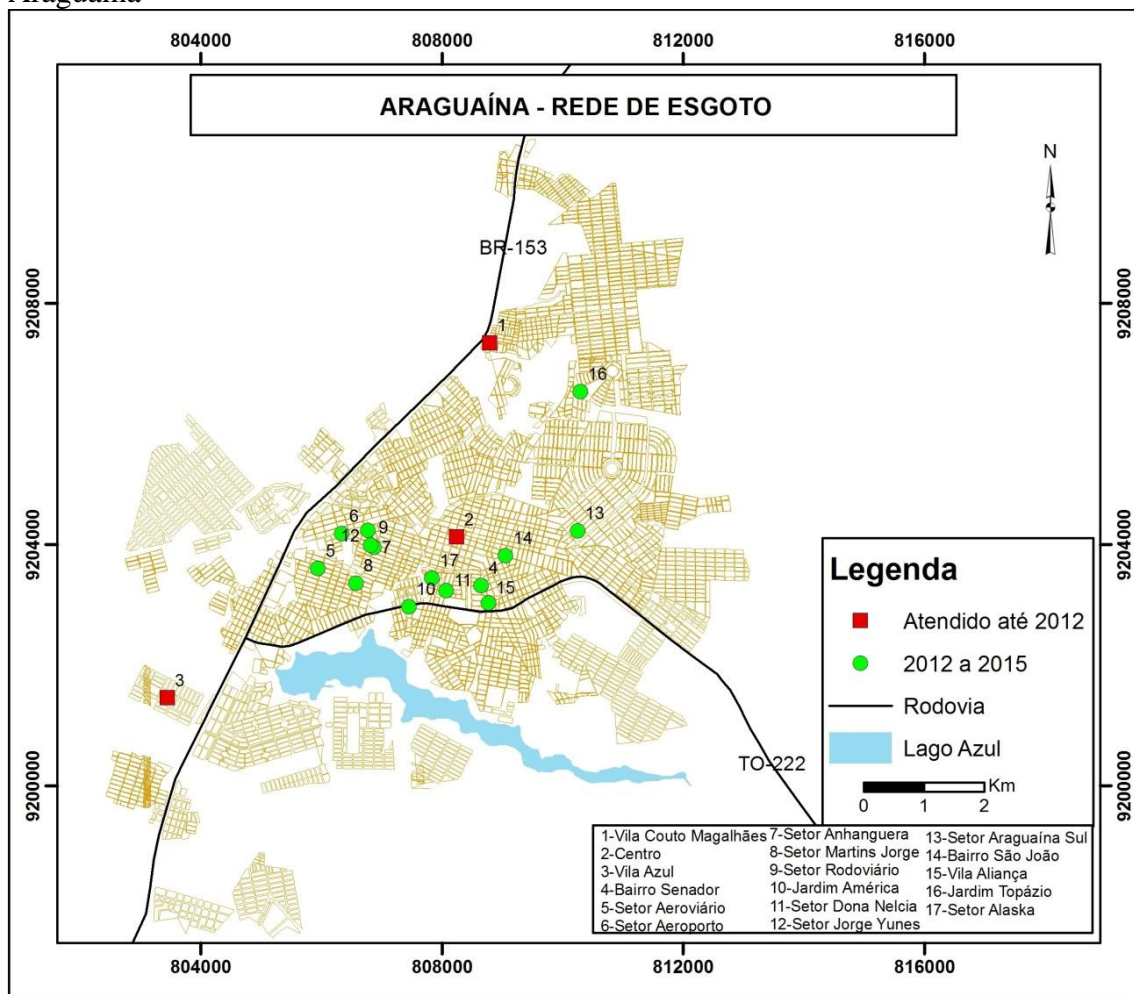 Araguaína
804000 808000 812000 816000
ARAGUAÍNA - REDE DE ESGOTO
N
BR-153
9208000 9208000
1
16
6 9 2 13
12 7 14
9204000 9204000
5 8 17 4
10 11 15
Legenda
Atendido até 2012
2012 a 2015
3
Rodovia
Lago Azul
TO-222
9200000 9200000
Km
0 1 2
1-Vila Couto Magalhães
2-Centro
3-Vila Azul
4-Bairro Senador
5-Setor Aeroviário
6-Setor Aeroporto
7-Setor Anhanguera
8-Setor Martins Jorge
9-Setor Rodoviário
10-Jardim América
11-Setor Dona Nelcia
12-Setor Jorge Yunes
13-Setor Araguaína Sul
14-Bairro São João
15-Vila Aliança
16-Jardim Topázio
17-Setor Alaska
804000 808000 812000 816000